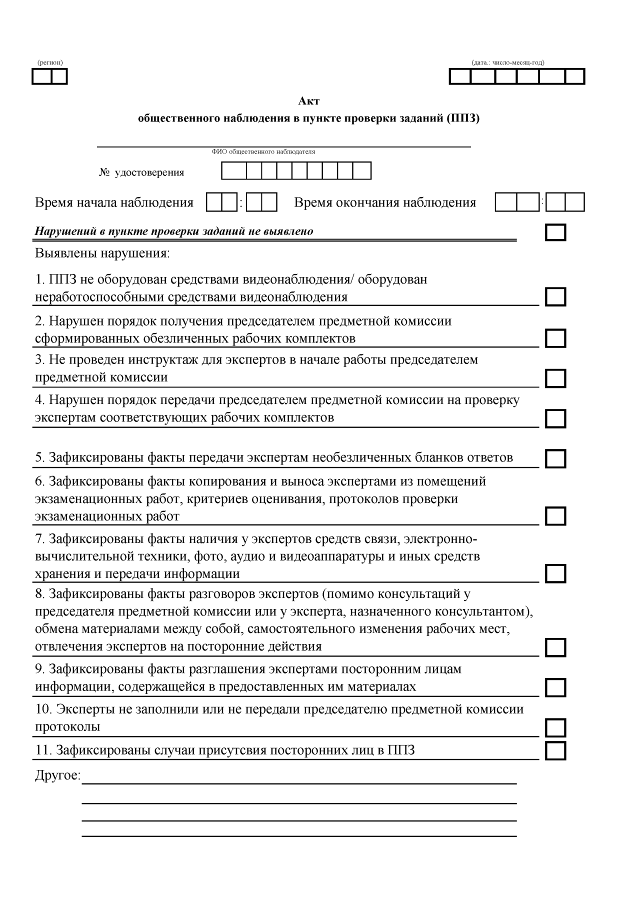 (регион)
(дата.: число-месяц-год)
Акт
общественного наблюдения в пункте проверки заданий (ППЗ)
ФИО общественного наблюдателя
№ удостоверения
Время начала наблюдения : Время окончания наблюдения :
Нарушений в пункте проверки заданий не выявлено
Выявлены нарушения:
1. ППЗ не оборудован средствами видеонаблюдения/ оборудован
неработоспособными средствами видеонаблюдения
2. Нарушен порядок получения председателем предметной комиссии
сформированных обезличенных рабочих комплектов
3. Не проведен инструктаж для экспертов в начале работы председателем
предметной комиссии
4. Нарушен порядок передачи председателем предметной комиссии на проверку
экспертам соответствующих рабочих комплектов
5. Зафиксированы факты передачи экспертам необезличенных бланков ответов
6. Зафиксированы факты копирования и выноса экспертами из помещений
экзаменационных работ, критериев оценивания, протоколов проверки
экзаменационных работ
7. Зафиксированы факты наличия у экспертов средств связи, электронно-
вычислительной техники, фото, аудио и видеоаппаратуры и иных средств
хранения и передачи информации
8. Зафиксированы факты разговоров экспертов (помимо консультаций у
председателя предметной комиссии или у эксперта, назначенного консультантом),
обмена материалами между собой, самостоятельного изменения рабочих мест,
отвлечения экспертов на посторонние действия
9. Зафиксированы факты разглашения экспертами посторонним лицам
информации, содержащейся в предоставленных им материалах
10. Эксперты не заполнили или не передали председателю предметной комиссии
протоколы
11. Зафиксированы случаи присутсвия посторонних лиц в ППЗ
Другое: